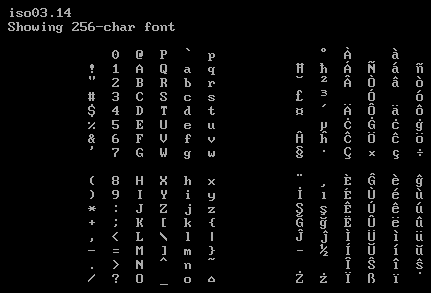 iso03.14
Showing 256-char font
0 @ P ` p ° À à
! 1 A Q a q Ħ ħ Á Ñ á ñ
" 2 B R b r ˘ ² Â Ò â ò
# 3 C S c s £ ³ Ó ó
$ 4 D T d t ¤ ´ Ä Ô ä ô
% 5 E U e u µ Ċ Ġ ċ ġ
& 6 F V f v Ĥ ĥ Ĉ Ö ĉ ö
' 7 G W g w § · Ç × ç ÷
( 8 H X h x ¨ ¸ È Ĝ è ĝ
) 9 I Y i y İ ı É Ù é ù
* : J Z j z Ş ş Ê Ú ê ú
+ ; K [ k { Ğ ğ Ë Û ë û
, < L \ l | Ĵ ĵ Ì Ü ì ü
- = M ] m } - ½ Í Ŭ í ŭ
. > N ^ n ~ Î Ŝ î ŝ
/ ? O _ o ⌂ Ż ż Ï ß ï ˙